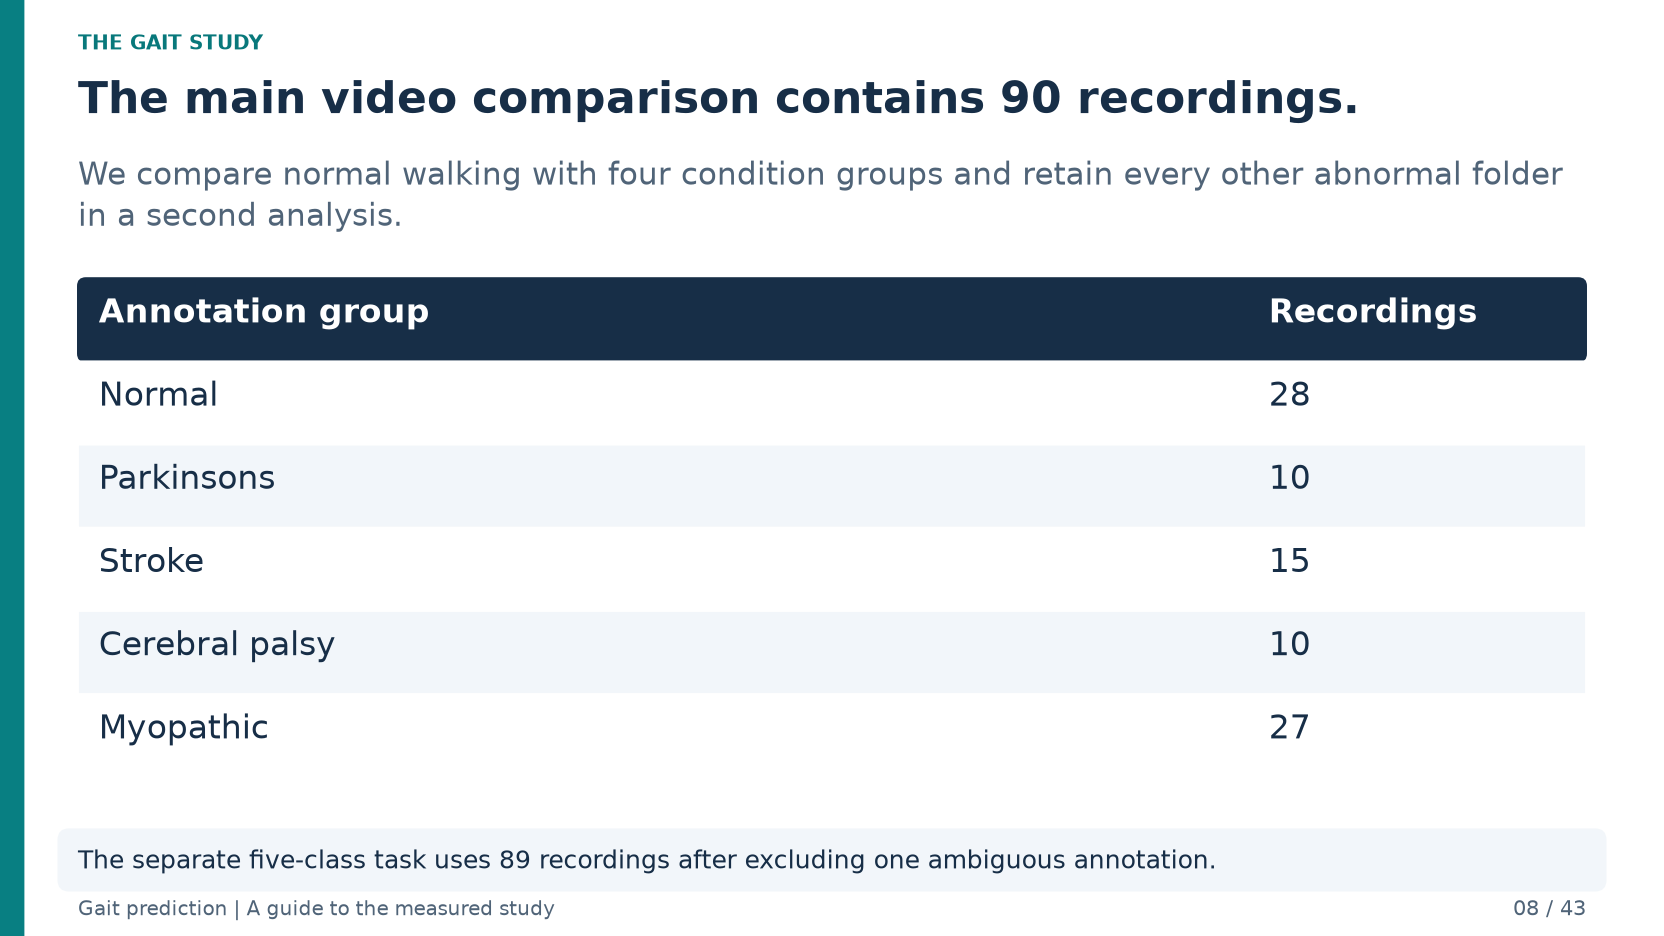 THE GAIT STUDY
The main video comparison contains 90 recordings.
We compare normal walking with four condition groups and retain every other abnormal folder
in a second analysis.
Annotation group Recordings
Normal 28
Parkinsons 10
Stroke 15
Cerebral palsy 10
Myopathic 27
The separate five-class task uses 89 recordings after excluding one ambiguous annotation.
Gait prediction | A guide to the measured study 08 / 43